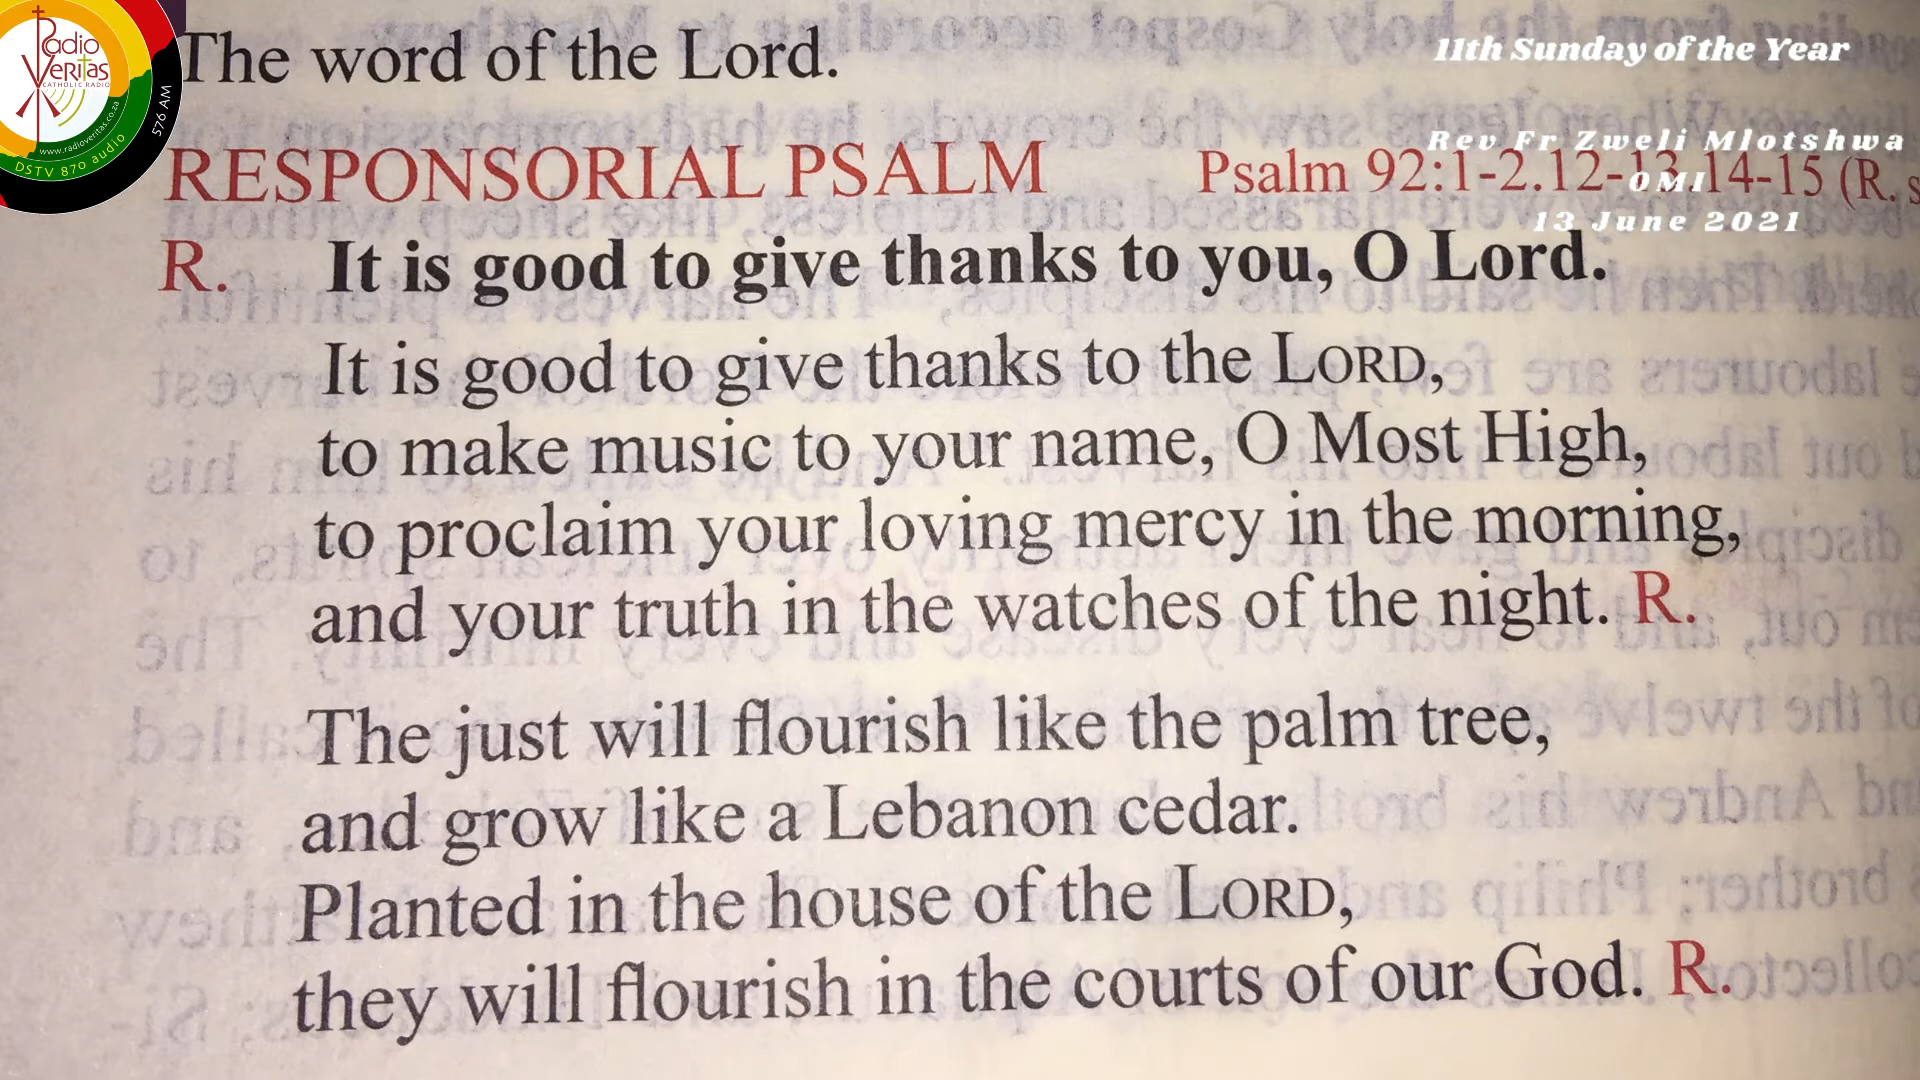 Radio
Veritas
CATHOLIC RADIO
www.radioveritas.co.za
DSTV 870 audio
576 AM
11th Sunday of the Year
Rev Fr Zweli Mlotshwa
OMI
13 June 2021
The word of the Lord.
RESPONSORIAL PSALM Psalm 92:1-2.12-13.14-15 (R. s
R. It is good to give thanks to you, O Lord.
It is good to give thanks to the LORD,
to make music to your name, O Most High,
to proclaim your loving mercy in the morning,
and your truth in the watches of the night. R.
The just will flourish like the palm tree,
and grow like a Lebanon cedar.
Planted in the house of the LORD,
they will flourish in the courts of our God. R.